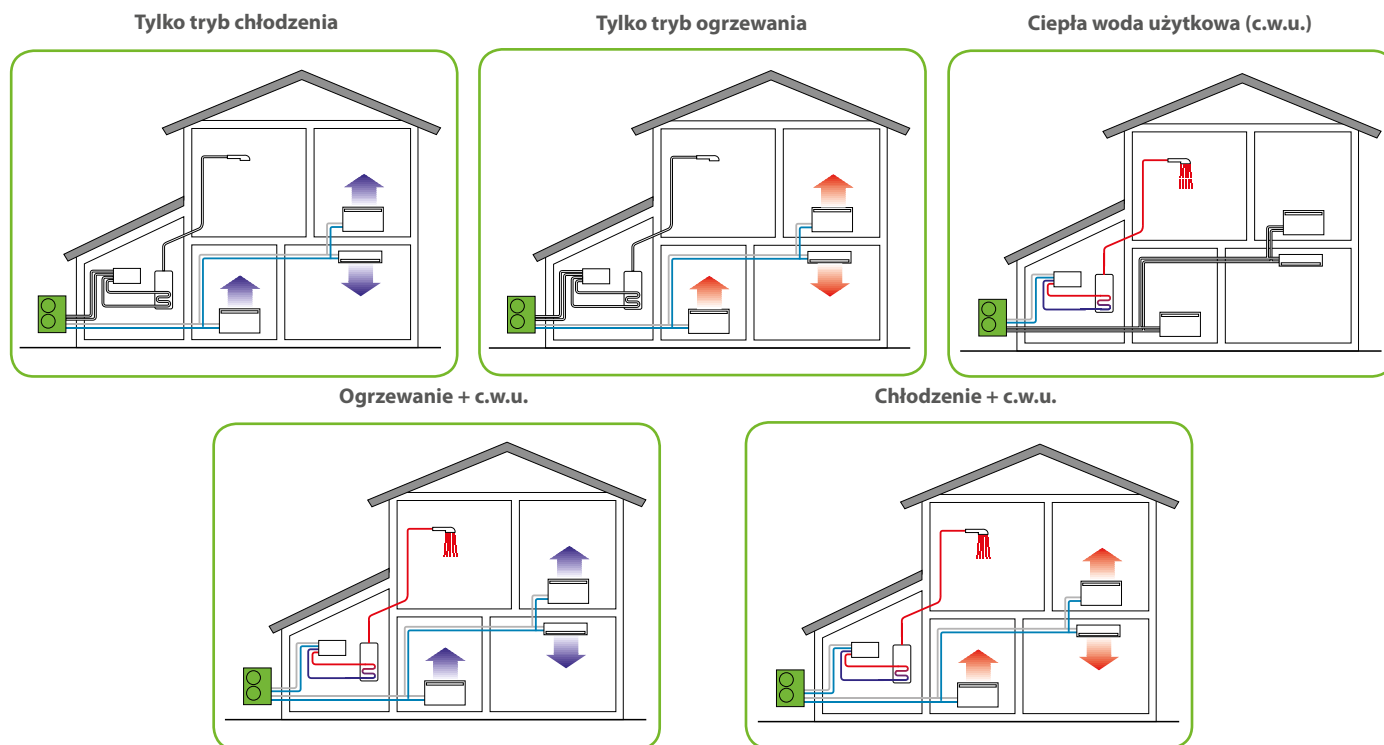 Tylko tryb chłodzenia
Tylko tryb ogrzewania
Ciepła woda użytkowa (c.w.u.)
Ogrzewanie + c.w.u.
Chłodzenie + c.w.u.